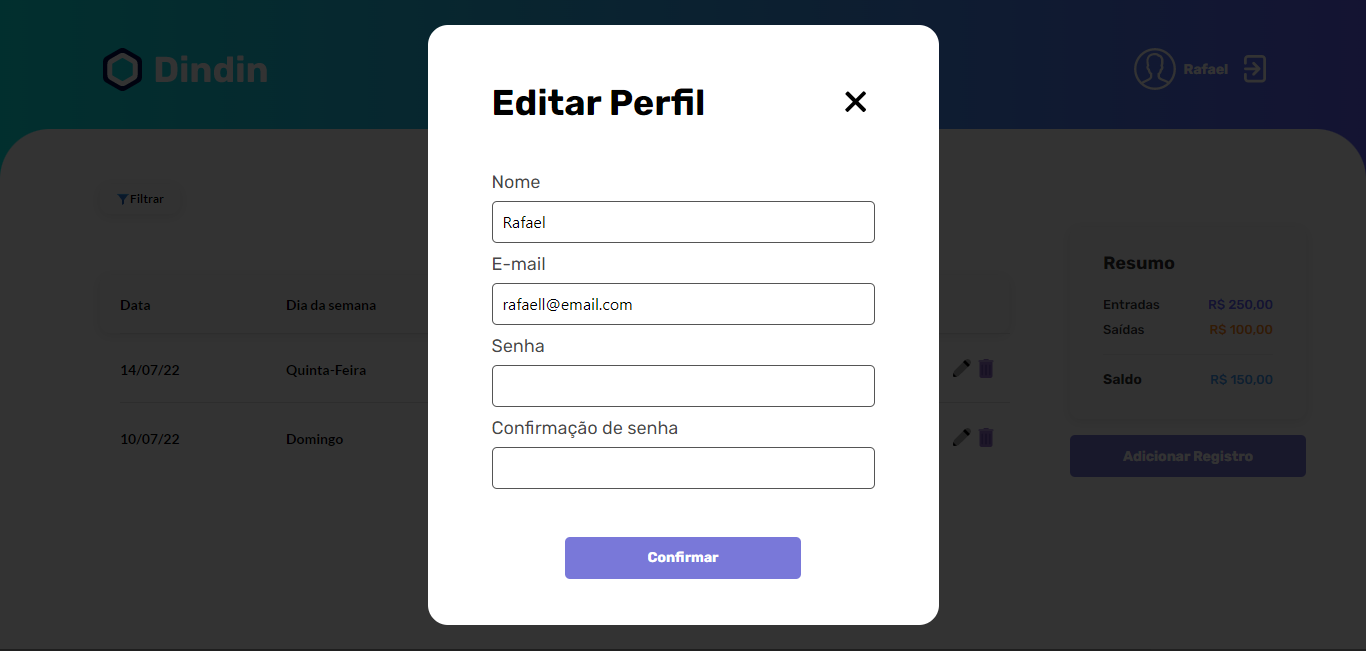 Dindin
Rafael
Filtrar
Data Dia da semana
14/07/22 Quinta-Feira
10/07/22 Domingo
Editar Perfil
Nome
Rafael
E-mail
rafaell@email.com
Senha
Confirmação de senha
Confirmar
Resumo
Entradas R$ 250,00
Saídas R$ 100,00
Saldo R$ 150,00
Adicionar Registro